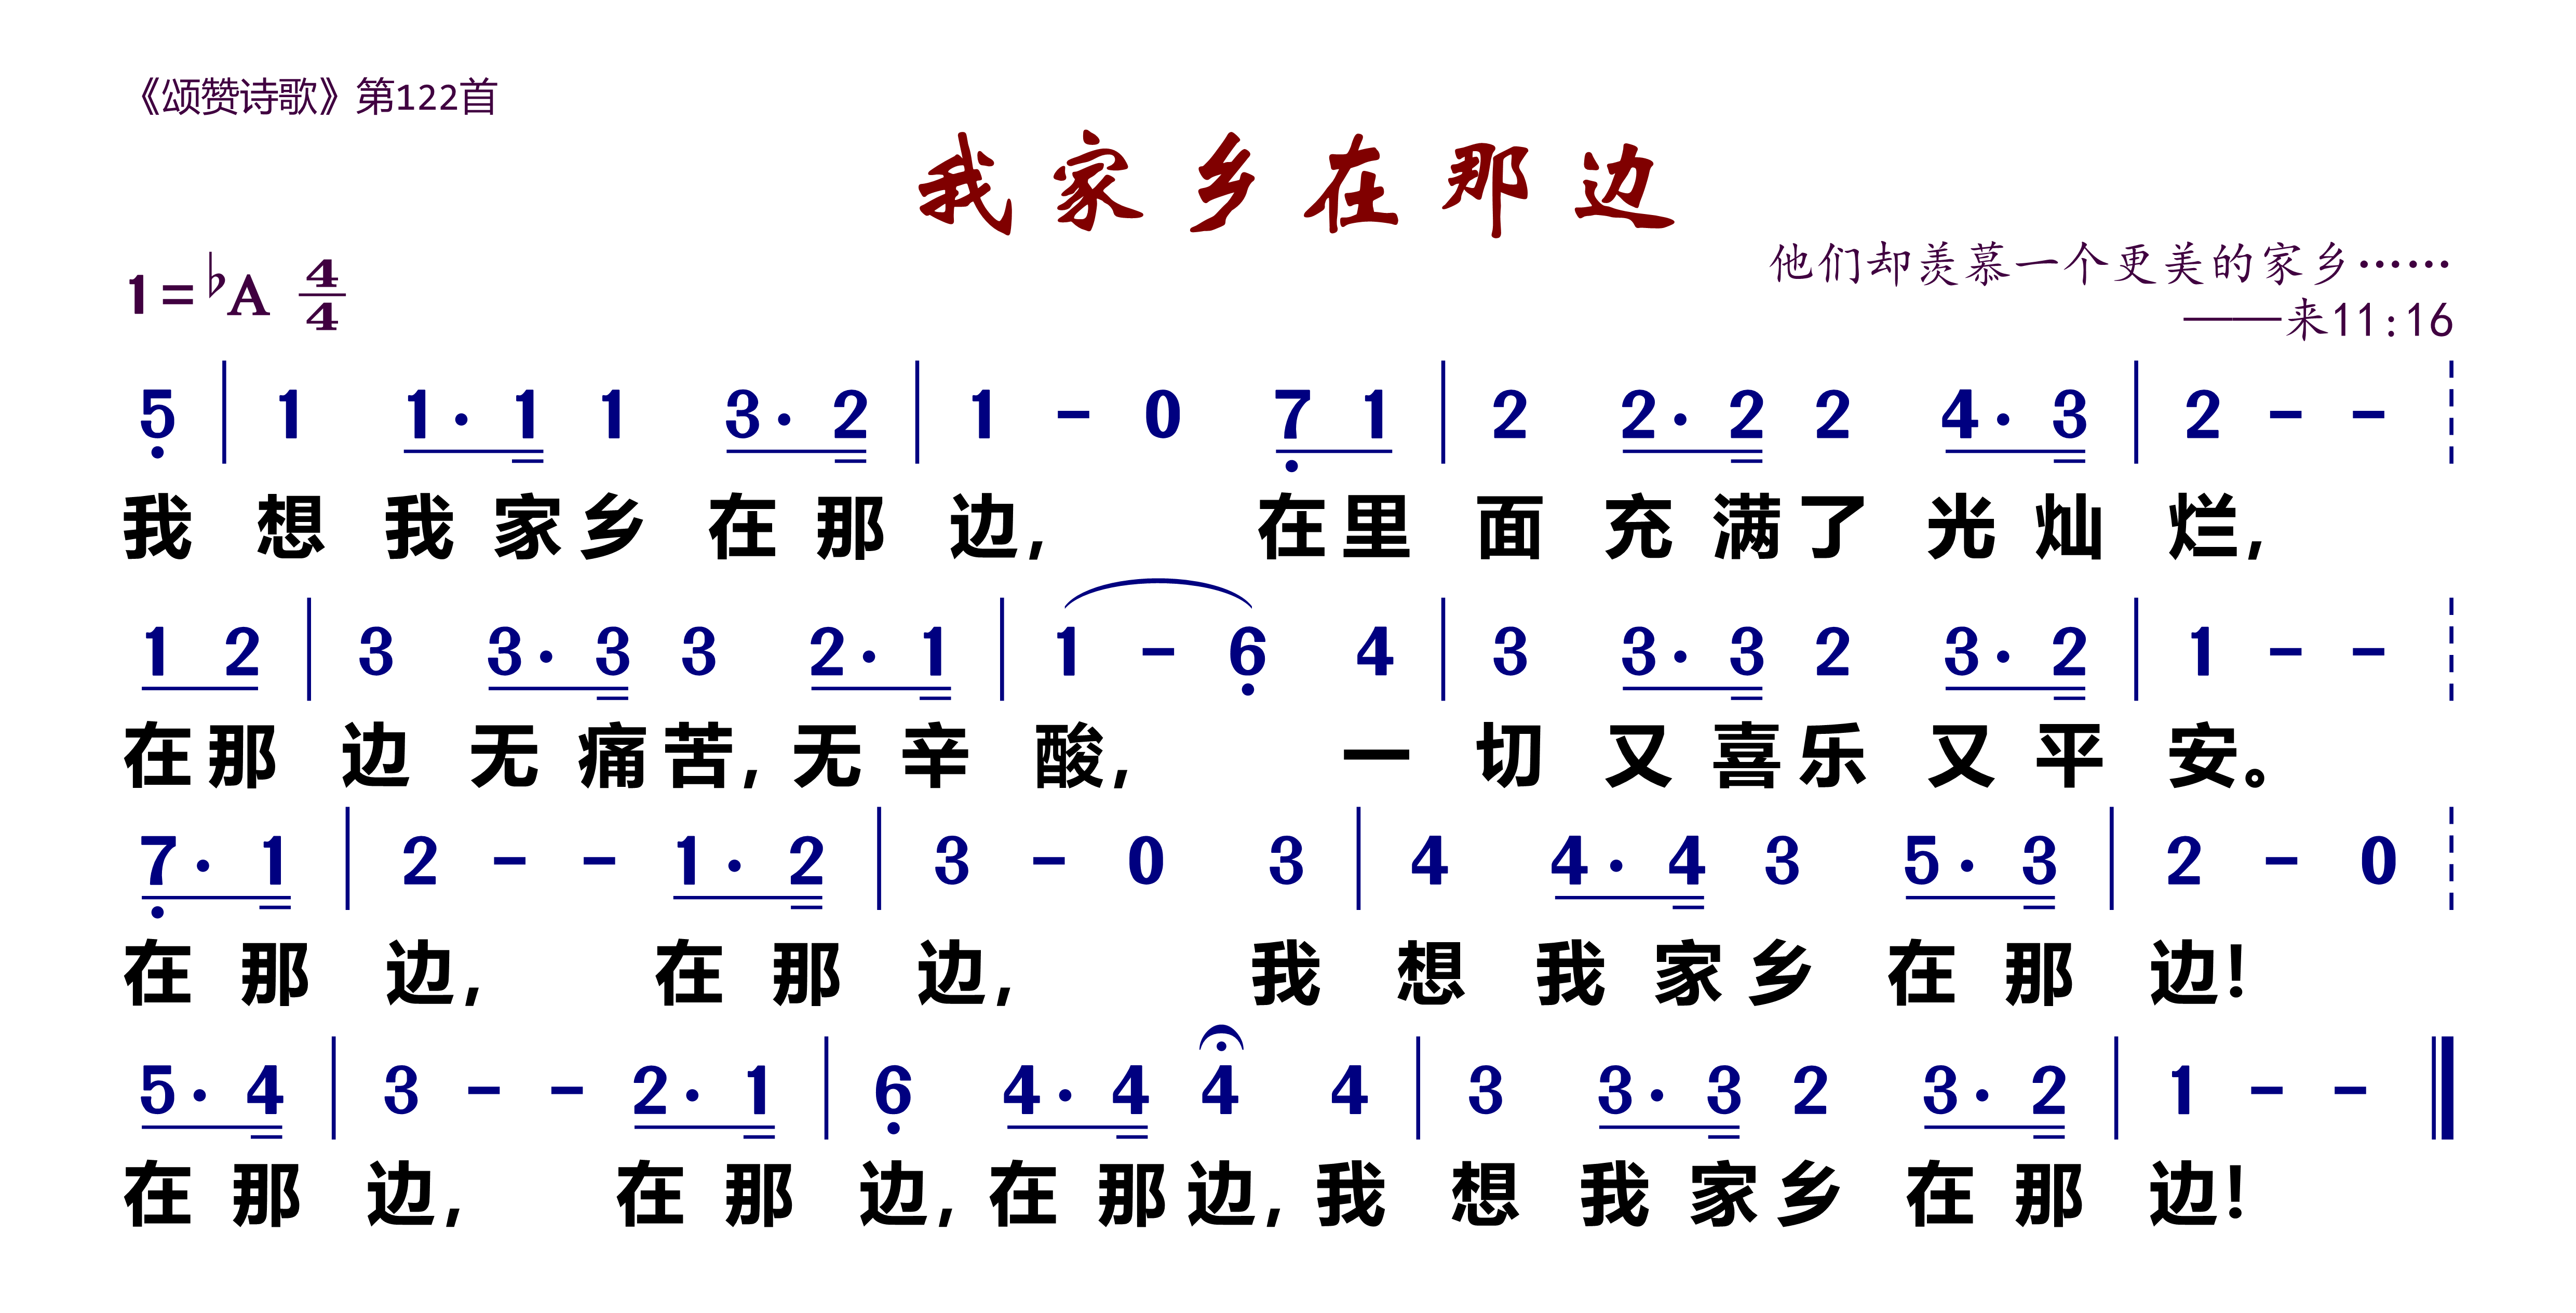 《颂赞诗歌》第122首
我家乡在那边
1=♭A 4/4
他们却羡慕一个更美的家乡……
——来11:16
5̣ | 1 1· 1 1 3· 2 | 1 - 0 7̣ 1 | 2 2· 2 2 4· 3 | 2 - -
我想我家乡在那边,在里面充满了光灿烂,
1 2 | 3 3· 3 3 2· 1 | 1 - 6̣ 4 | 3 3· 3 2 3· 2 | 1 - -
在那边无痛苦,无辛酸,一切又喜乐又平安。
7̣· 1 | 2 - - 1· 2 | 3 - 0 3 | 4 4· 4 3 5· 3 | 2 - 0
在那边,在那边,我想我家乡在那边!
5· 4 | 3 - - 2· 1 | 6̣ 4· 4 4 4 | 3 3· 3 2 3· 2 | 1 - -
在那边,在那边,在那边,我想我家乡在那边!